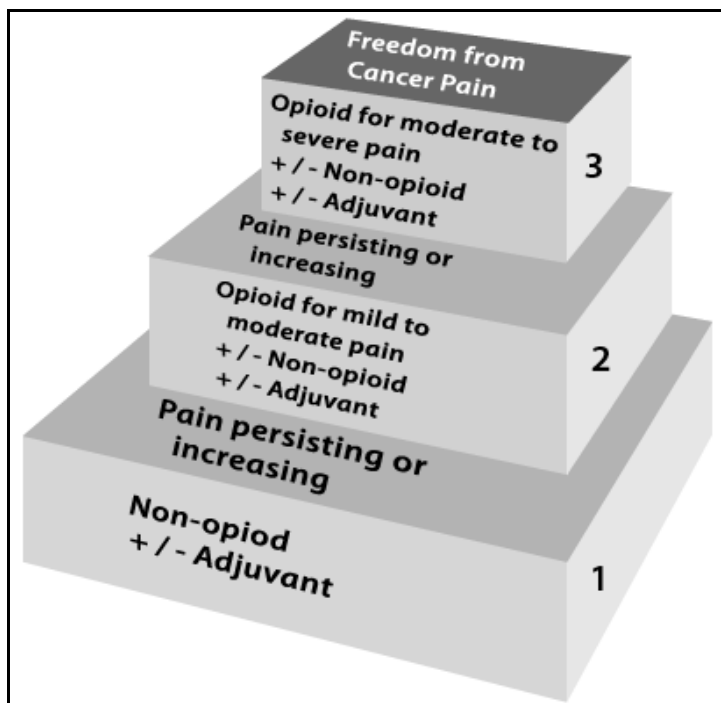 Freedom from
Cancer Pain
Opioid for moderate to
severe pain
+ / - Non-opioid
+ / - Adjuvant
3
Pain persisting or
increasing
Opioid for mild to
moderate pain
+ / - Non-opioid
+ / - Adjuvant
2
Pain persisting or
increasing
Non-opiod
+ / - Adjuvant
1